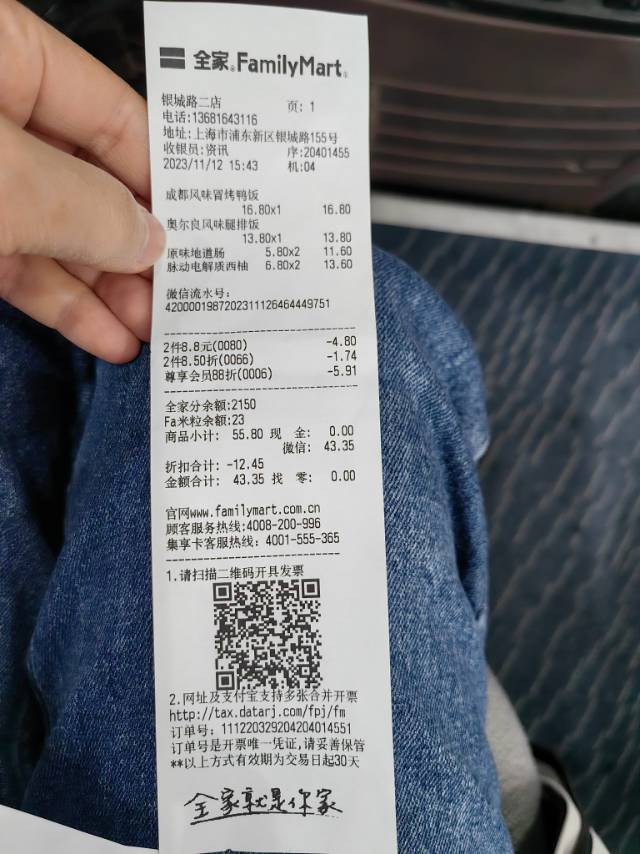 全家®FamilyMart®
银城路二店 页: 1
电话:13681643116
地址:上海市浦东新区银城路155号
收银员:资讯 序:20401455
2023/11/12 15:43 机:04
成都风味冒烤鸭饭
16.80x1 16.80
奥尔良风味腿排饭
13.80x1 13.80
原味地道肠 5.80x2 11.60
脉动电解质西柚 6.80x2 13.60
微信流水号:
4200001987202311126464449751
2件8.8元(0080) -4.80
2件8.50折(0066) -1.74
尊享会员88折(0006) -5.91
全家分余额:2150
Fa米粒余额:23
商品小计: 55.80 现 金: 0.00
微信: 43.35
折扣合计: -12.45
金额合计: 43.35 找 零: 0.00
官网www.familymart.com.cn
顾客服务热线:4008-200-996
集享卡客服热线: 4001-555-365
1.请扫描二维码开具发票
2.网址及支付宝支持多张合并开票
http://tax.datarj.com/fpj/fm
订单号: 11122032920420401​4551
订单号是开票唯一凭证,请妥善保管
**以上方式有效期为交易日起30天
全家就是你家